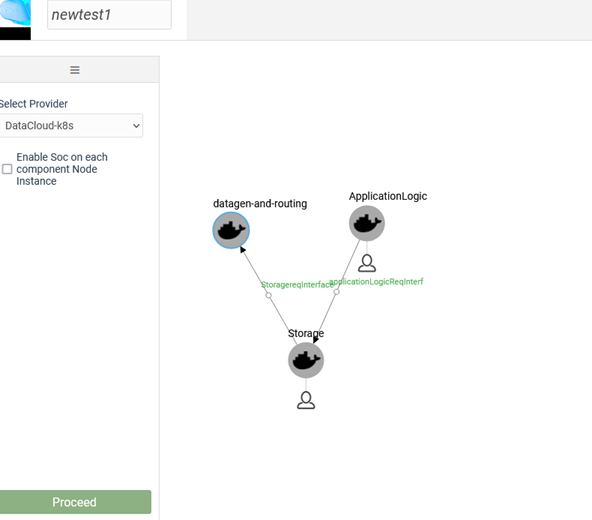 newtest1
Select Provider
DataCloud-k8s
Enable Soc on each
component Node
Instance
datagen-and-routing
ApplicationLogic
StoragereqInterface
applicationLogicReqInterf
Storage
Proceed